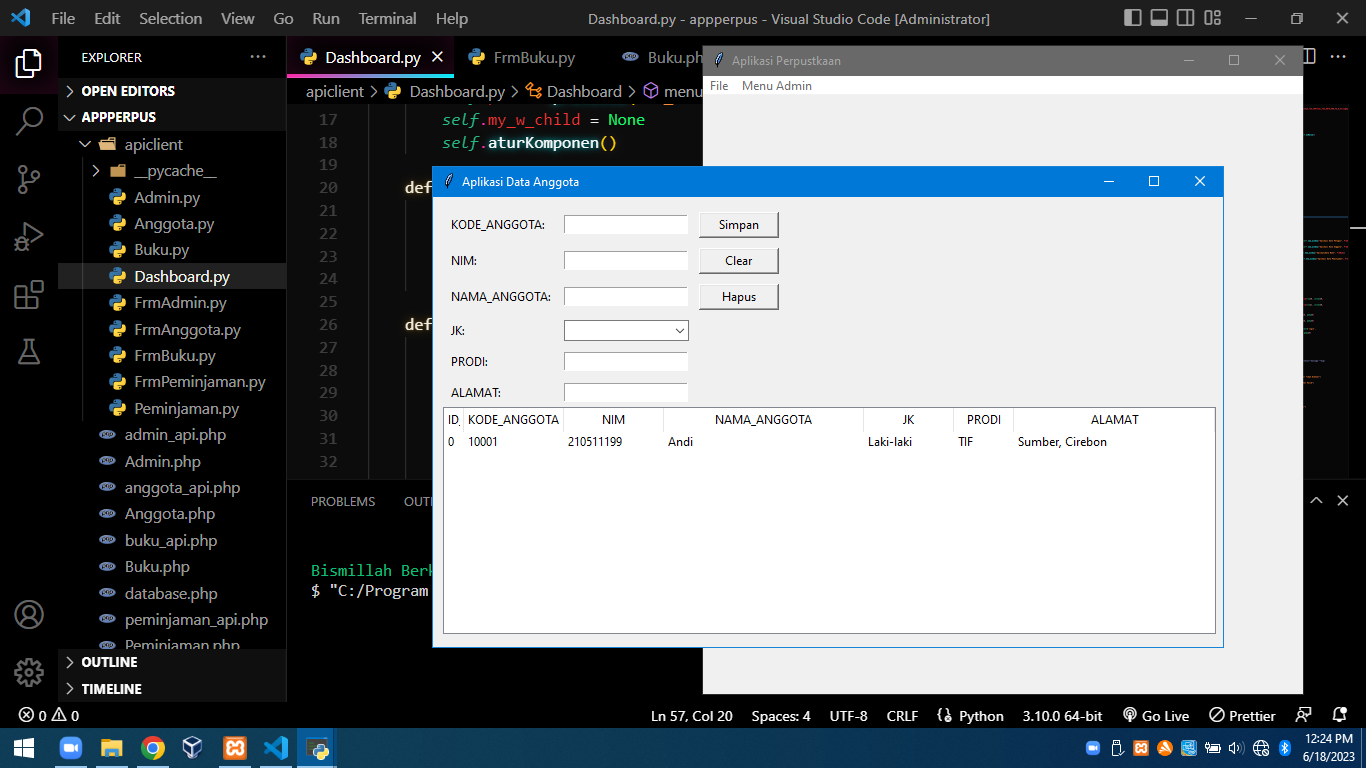 File Edit Selection View Go Run Terminal Help Dashboard.py - appperpus - Visual Studio Code [Administrator]
EXPLORER
OPEN EDITORS
APPPERPUS
apiclient
__pycache__
Admin.py
Anggota.py
Buku.py
Dashboard.py
FrmAdmin.py
FrmAnggota.py
FrmBuku.py
FrmPeminjaman.py
Peminjaman.py
admin_api.php
Admin.php
anggota_api.php
Anggota.php
buku_api.php
Buku.php
database.php
peminjaman_api.php
Peminjaman.php
OUTLINE
TIMELINE
Dashboard.py FrmBuku.py Buku.ph
apiclient > Dashboard.py > Dashboard > menu
17 self.my_w_child = None
18 self.aturKomponen()
19
20 def
21
22
23
24
25
26 def
27
28
29
30
31
32
PROBLEMS OUT
Bismillah Ber
$ "C:/Program
Aplikasi Perpustkaan
File Menu Admin
Aplikasi Data Anggota
KODE_ANGGOTA: Simpan
NIM: Clear
NAMA_ANGGOTA: Hapus
JK:
PRODI:
ALAMAT:
ID_ KODE_ANGGOTA NIM NAMA_ANGGOTA JK PRODI ALAMAT
0 10001 210511199 Andi Laki-laki TIF Sumber, Cirebon
0 0 Ln 57, Col 20 Spaces: 4 UTF-8 CRLF Python 3.10.0 64-bit Go Live Prettier
12:24 PM
6/18/2023